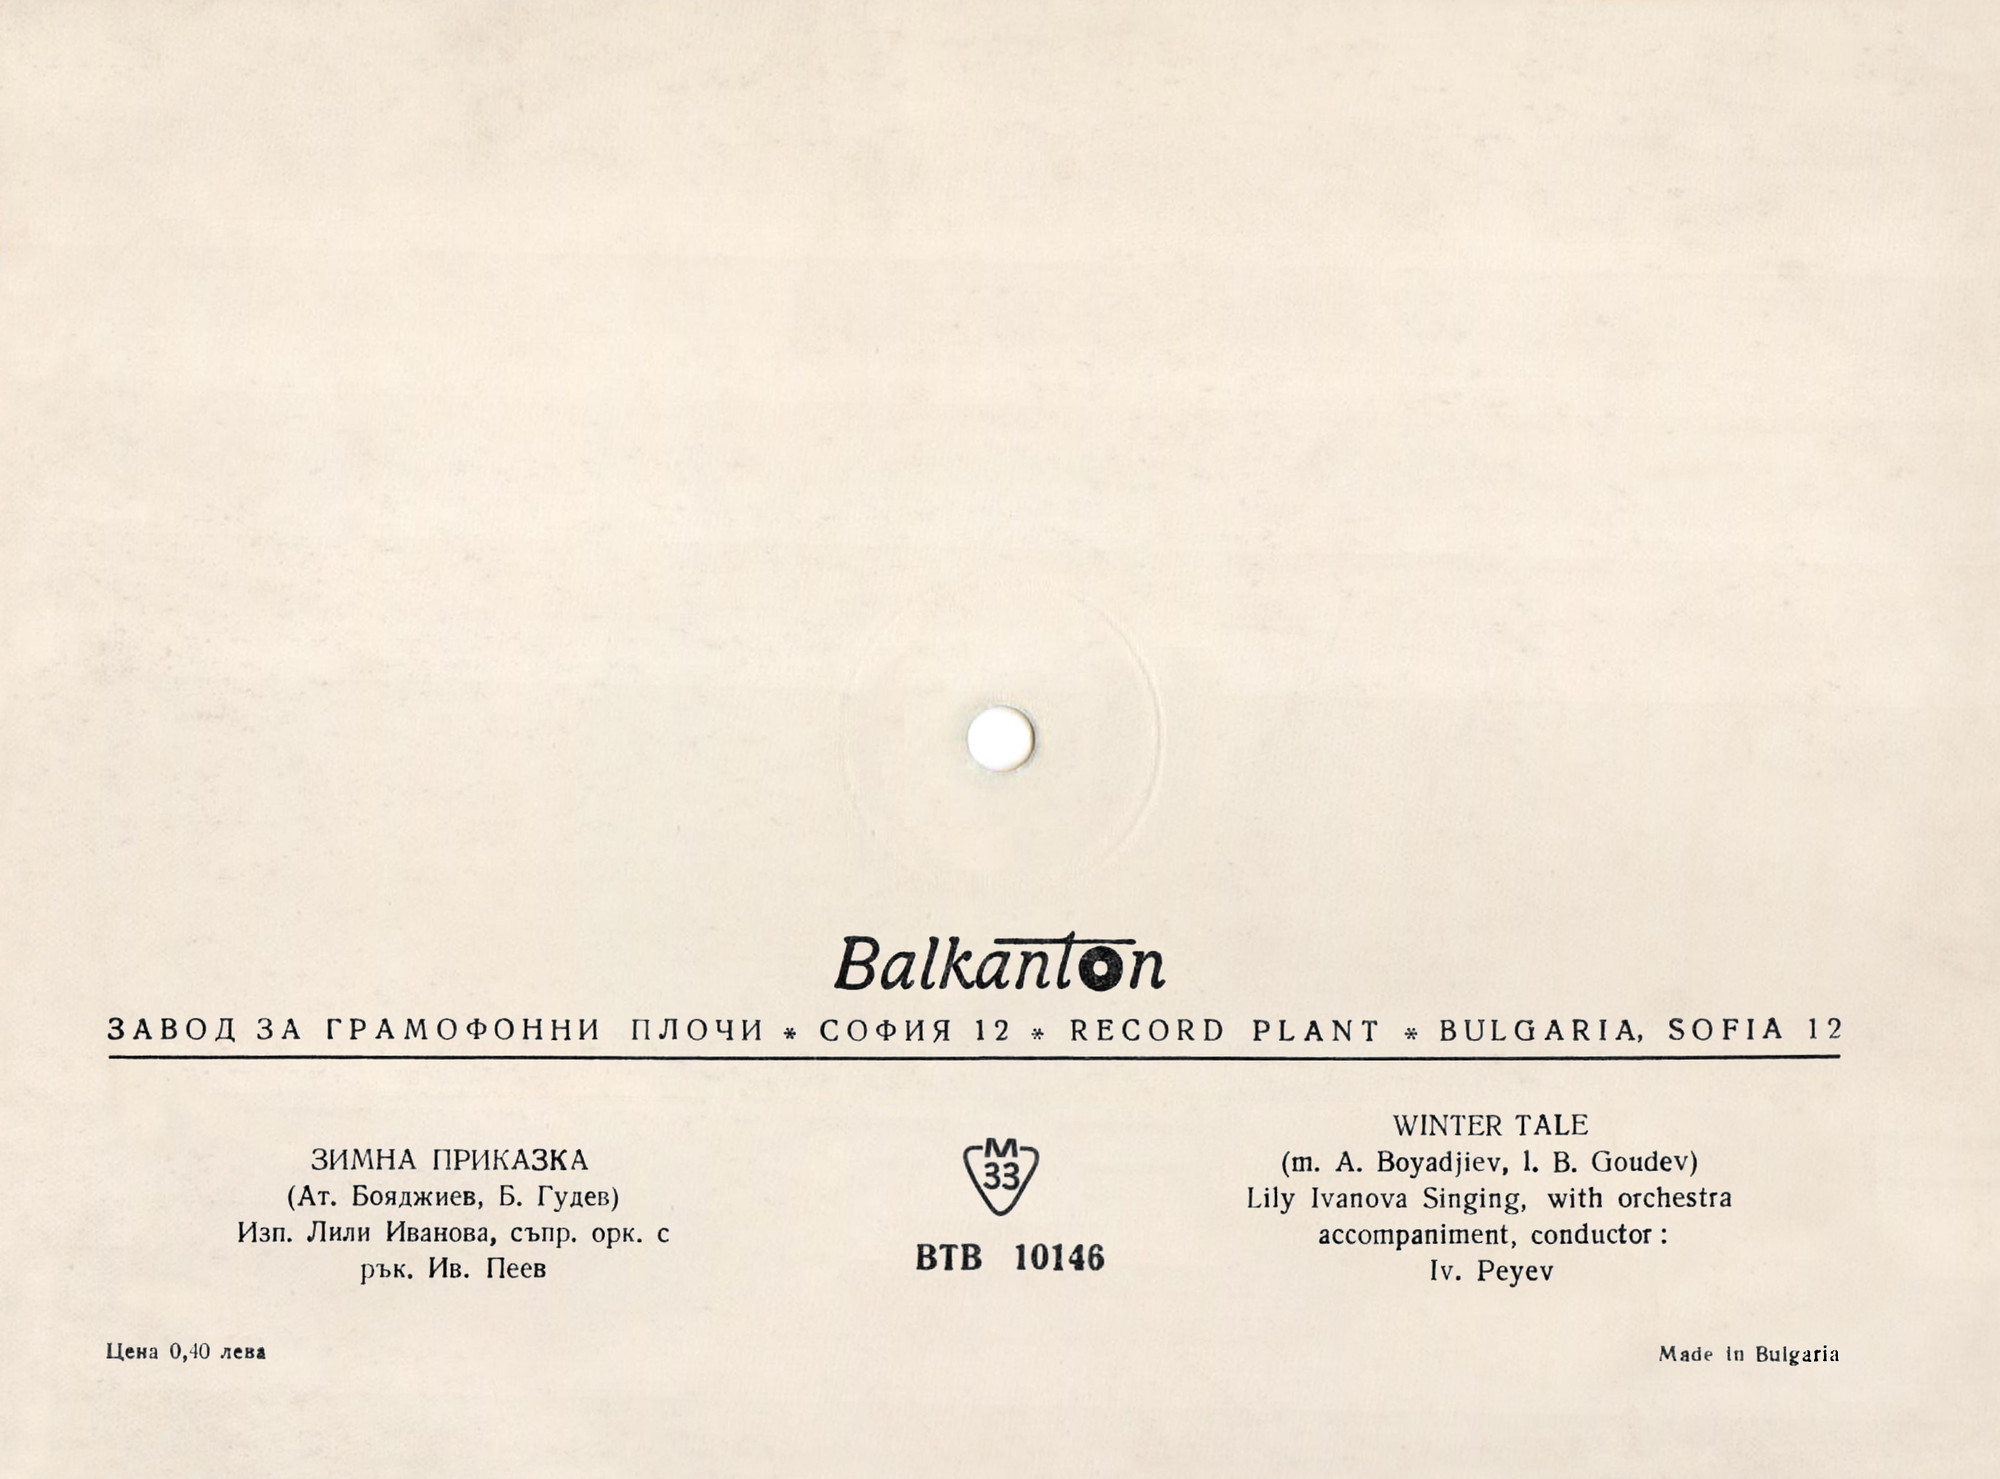 Balkanton
ЗАВОД ЗА ГРАМОФОННИ ПЛОЧИ * СОФИЯ 12 * RECORD PLANT * BULGARIA, SOFIA 12
ЗИМНА ПРИКАЗКА
(Ат. Бояджиев, Б. Гудев)
Изп. Лили Иванова, съпр. орк. с
рък. Ив. Пеев
Цена 0,40 лева
M
33
ВТВ 10146
WINTER TALE
(m. A. Boyadjiev, l. B. Goudev)
Lily Ivanova Singing, with orchestra
accompaniment, conductor :
Iv. Peyev
Made in Bulgaria